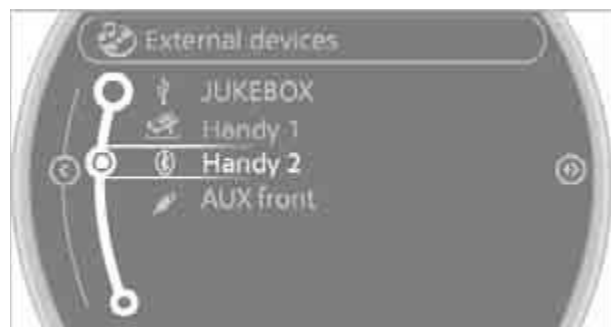 External devices
JUKEBOX
Handy 1
Handy 2
AUX front